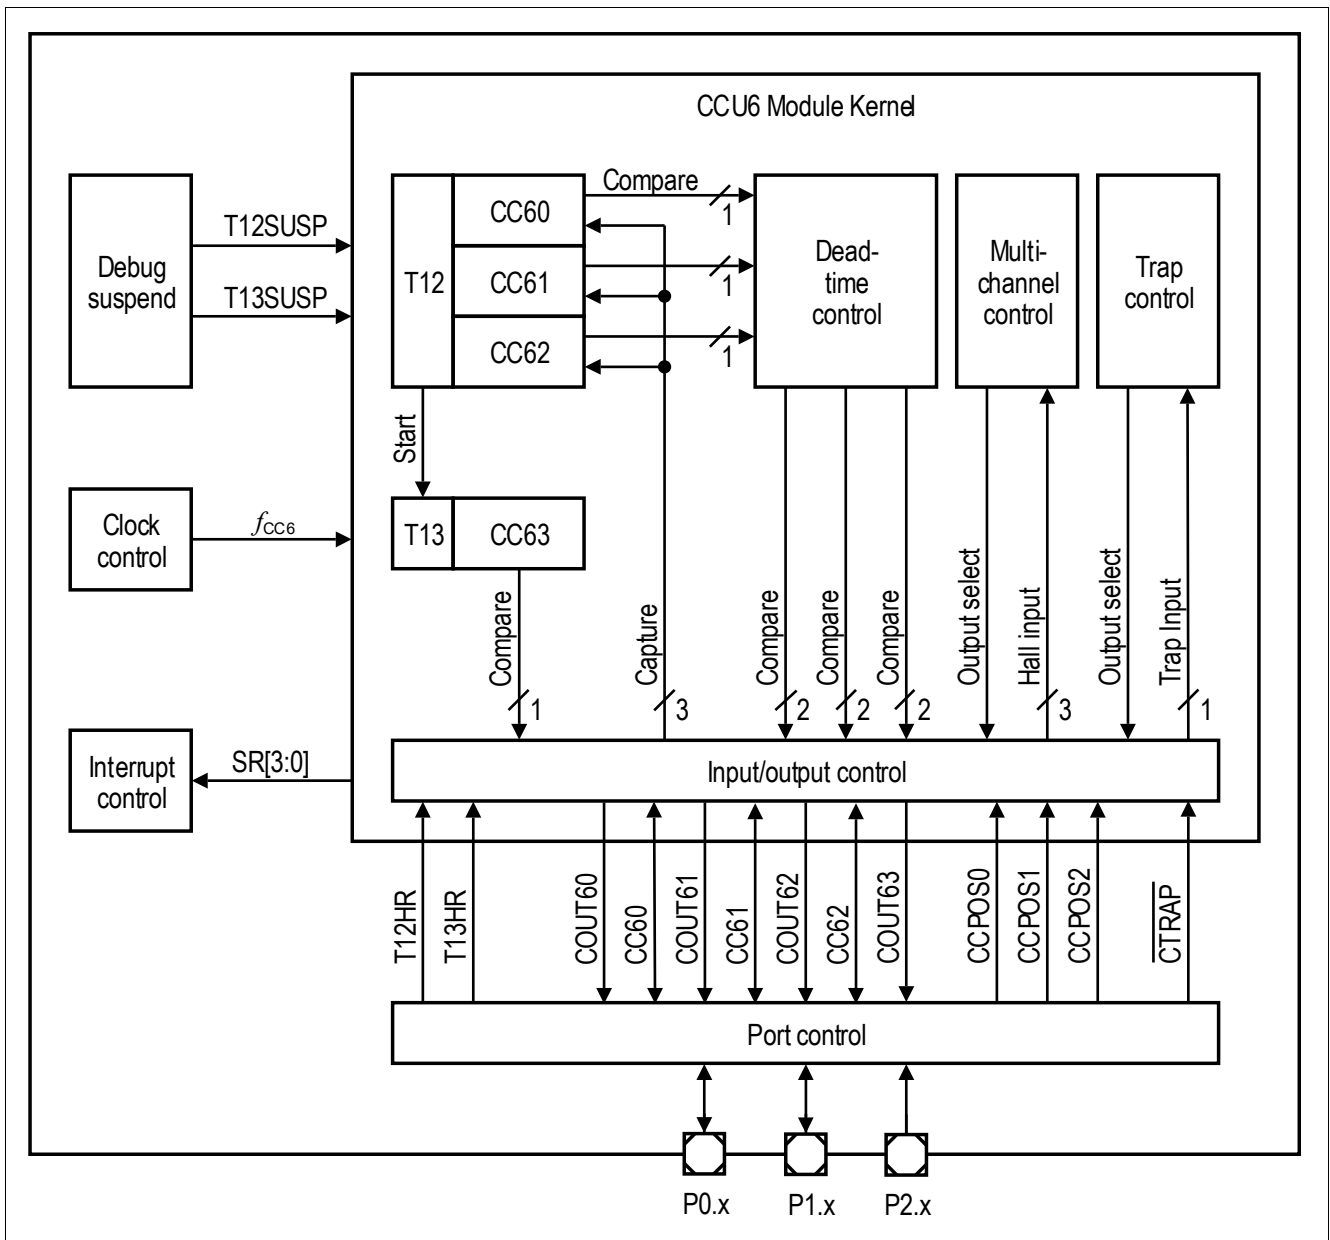 CCU6 Module Kernel
Debug
suspend
T12SUSP
T13SUSP
T12
CC60
CC61
CC62
Compare
1
1
1
Dead-
time
control
Multi-
channel
control
Trap
control
Start
T13
CC63
Clock
control
fCC6
Compare
1
Capture
3
Compare
2
Compare
2
Compare
2
Output select
Hall input
3
Output select
Trap Input
1
Interrupt
control
SR[3:0]
Input/output control
T12HR
T13HR
COUT60
CC60
COUT61
CC61
COUT62
CC62
COUT63
CCPOS0
CCPOS1
CCPOS2
CTRAP
Port control
P0.x
P1.x
P2.x